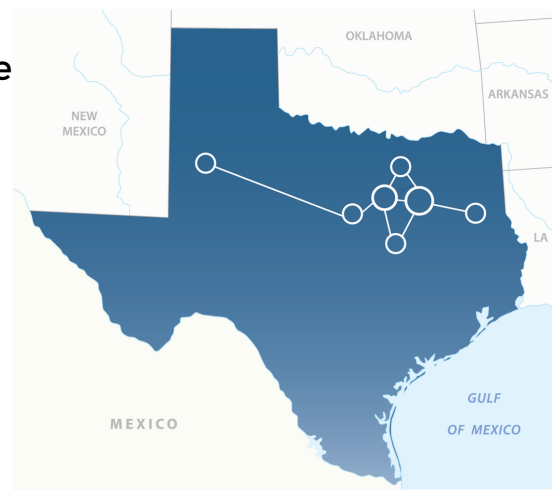 OKLAHOMA
e
ARKANSAS
NEW
MEXICO
LA
GULF
OF MEXICO
MEXICO